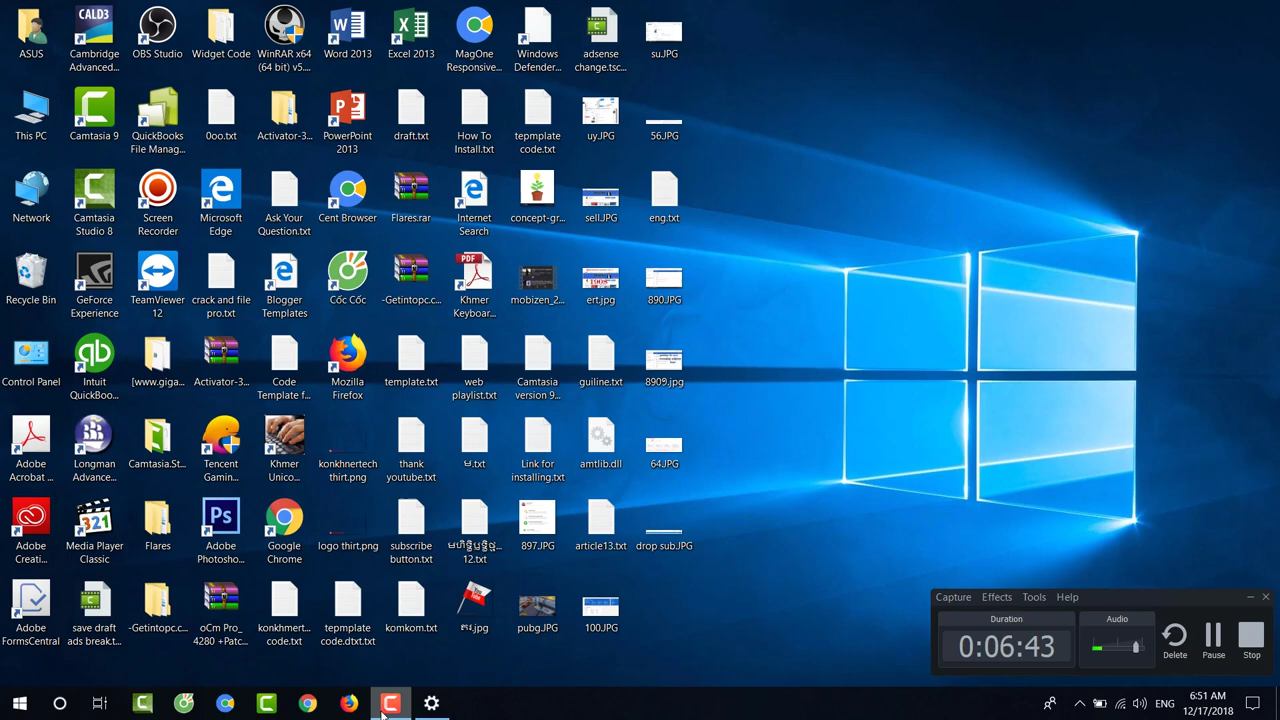 ASUS
Cambridge
Advanced...
OBS Studio
Widget Code
WinRAR x64
(64 bit) v5....
Word 2013
Excel 2013
MagOne
Responsive...
Windows
Defender...
adsense
change.tsc...
su.JPG
This PC
Camtasia 9
QuickBooks
File Manag...
0oo.txt
Activator-3...
PowerPoint
2013
draft.txt
How To
Install.txt
tepmplate
code.txt
uy.JPG
56.JPG
Network
Camtasia
Studio 8
Screen
Recorder
Microsoft
Edge
Ask Your
Question.txt
Cent Browser
Flares.rar
Internet
Search
concept-gr...
sell.JPG
eng.txt
Recycle Bin
GeForce
Experience
TeamViewer
12
crack and file
pro.txt
Blogger
Templates
Cốc Cốc
-Getintopc.c...
Khmer
Keyboar...
mobizen_2...
ert.jpg
890.JPG
Control Panel
Intuit
QuickBoo...
[www.giga...
Activator-3...
Code
Template f...
Mozilla
Firefox
template.txt
web
playlist.txt
Camtasia
version 9...
guiline.txt
8909.jpg
Adobe
Acrobat ...
Longman
Advance...
Camtasia.St...
Tencent
Gamin...
Khmer
Unico...
konkhnertech
thirt.png
thank
youtube.txt
ម.txt
Link for
installing.txt
amtlib.dll
64.JPG
Adobe
Creati...
Media Player
Classic
Flares
Adobe
Photosho...
Google
Chrome
logo thirt.png
subscribe
button.txt
12.txt
897.JPG
article13.txt
drop sub.JPG
Adobe
FormsCentral
save draft
ads break.t...
-Getintopc.c...
oCm Pro_
4280 +Patc...
konkhmert...
code.txt
tepmplate
code.dtxt.txt
komkom.txt
pubg.JPG
100.JPG
Capture Effects Tools Help
Duration
Audio
0:06:43
Delete
Pause
Stop
ENG
6:51 AM
12/17/2018